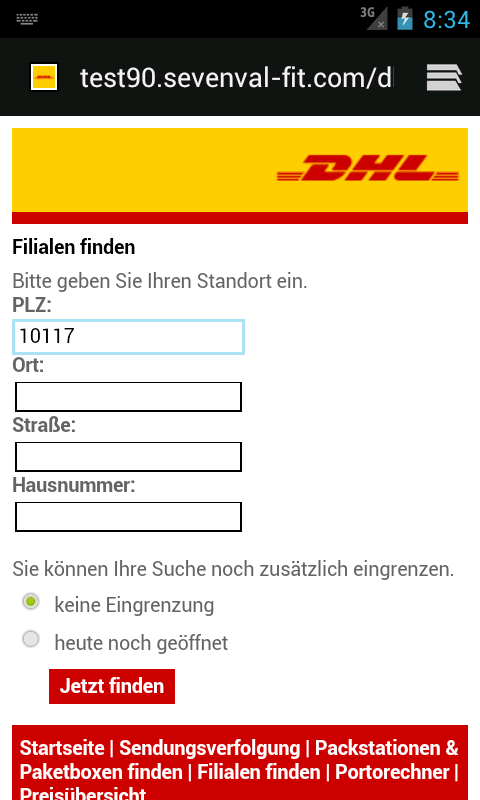 3G
8:34
test90.sevenval-fit.com/dl
DHL
Filialen finden
Bitte geben Sie Ihren Standort ein.
PLZ:
10117
Ort:
Straße:
Hausnummer:
Sie können Ihre Suche noch zusätzlich eingrenzen.
keine Eingrenzung
heute noch geöffnet
Jetzt finden
Startseite | Sendungsverfolgung | Packstationen &
Paketboxen finden | Filialen finden | Portorechner |
Preisübersicht